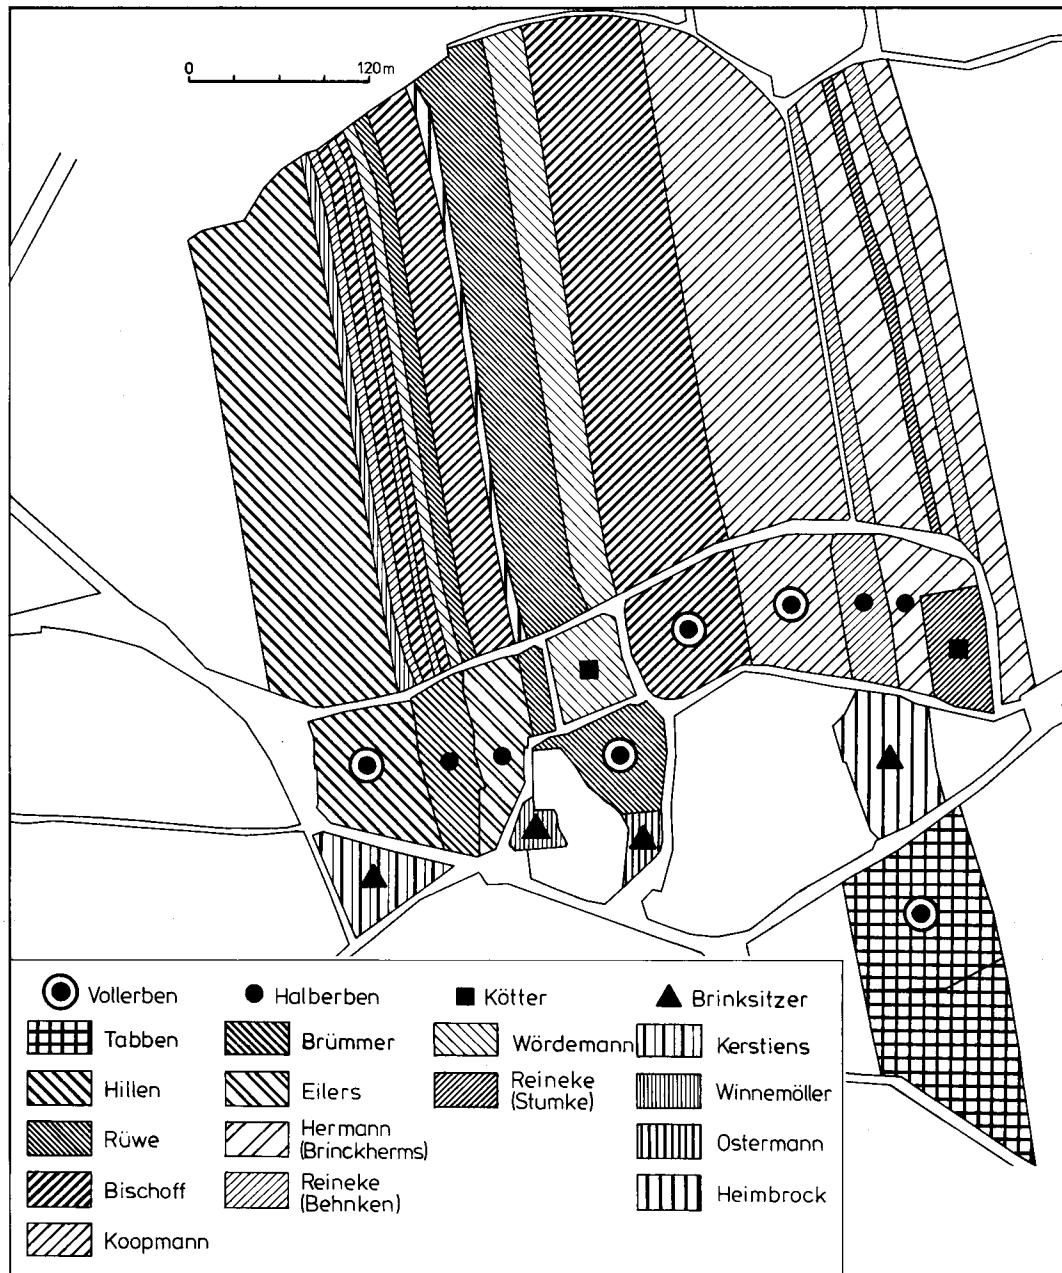 0 120m
Vollerben Halberben Kötter Brinksitzer
Tabben Brümmer Wördemann Kerstiens
Hillen Eilers Reineke (Stumke) Winnemöller
Rüwe Hermann (Brinckherms) Ostermann
Bischoff Reineke (Behnken) Heimbrock
Koopmann